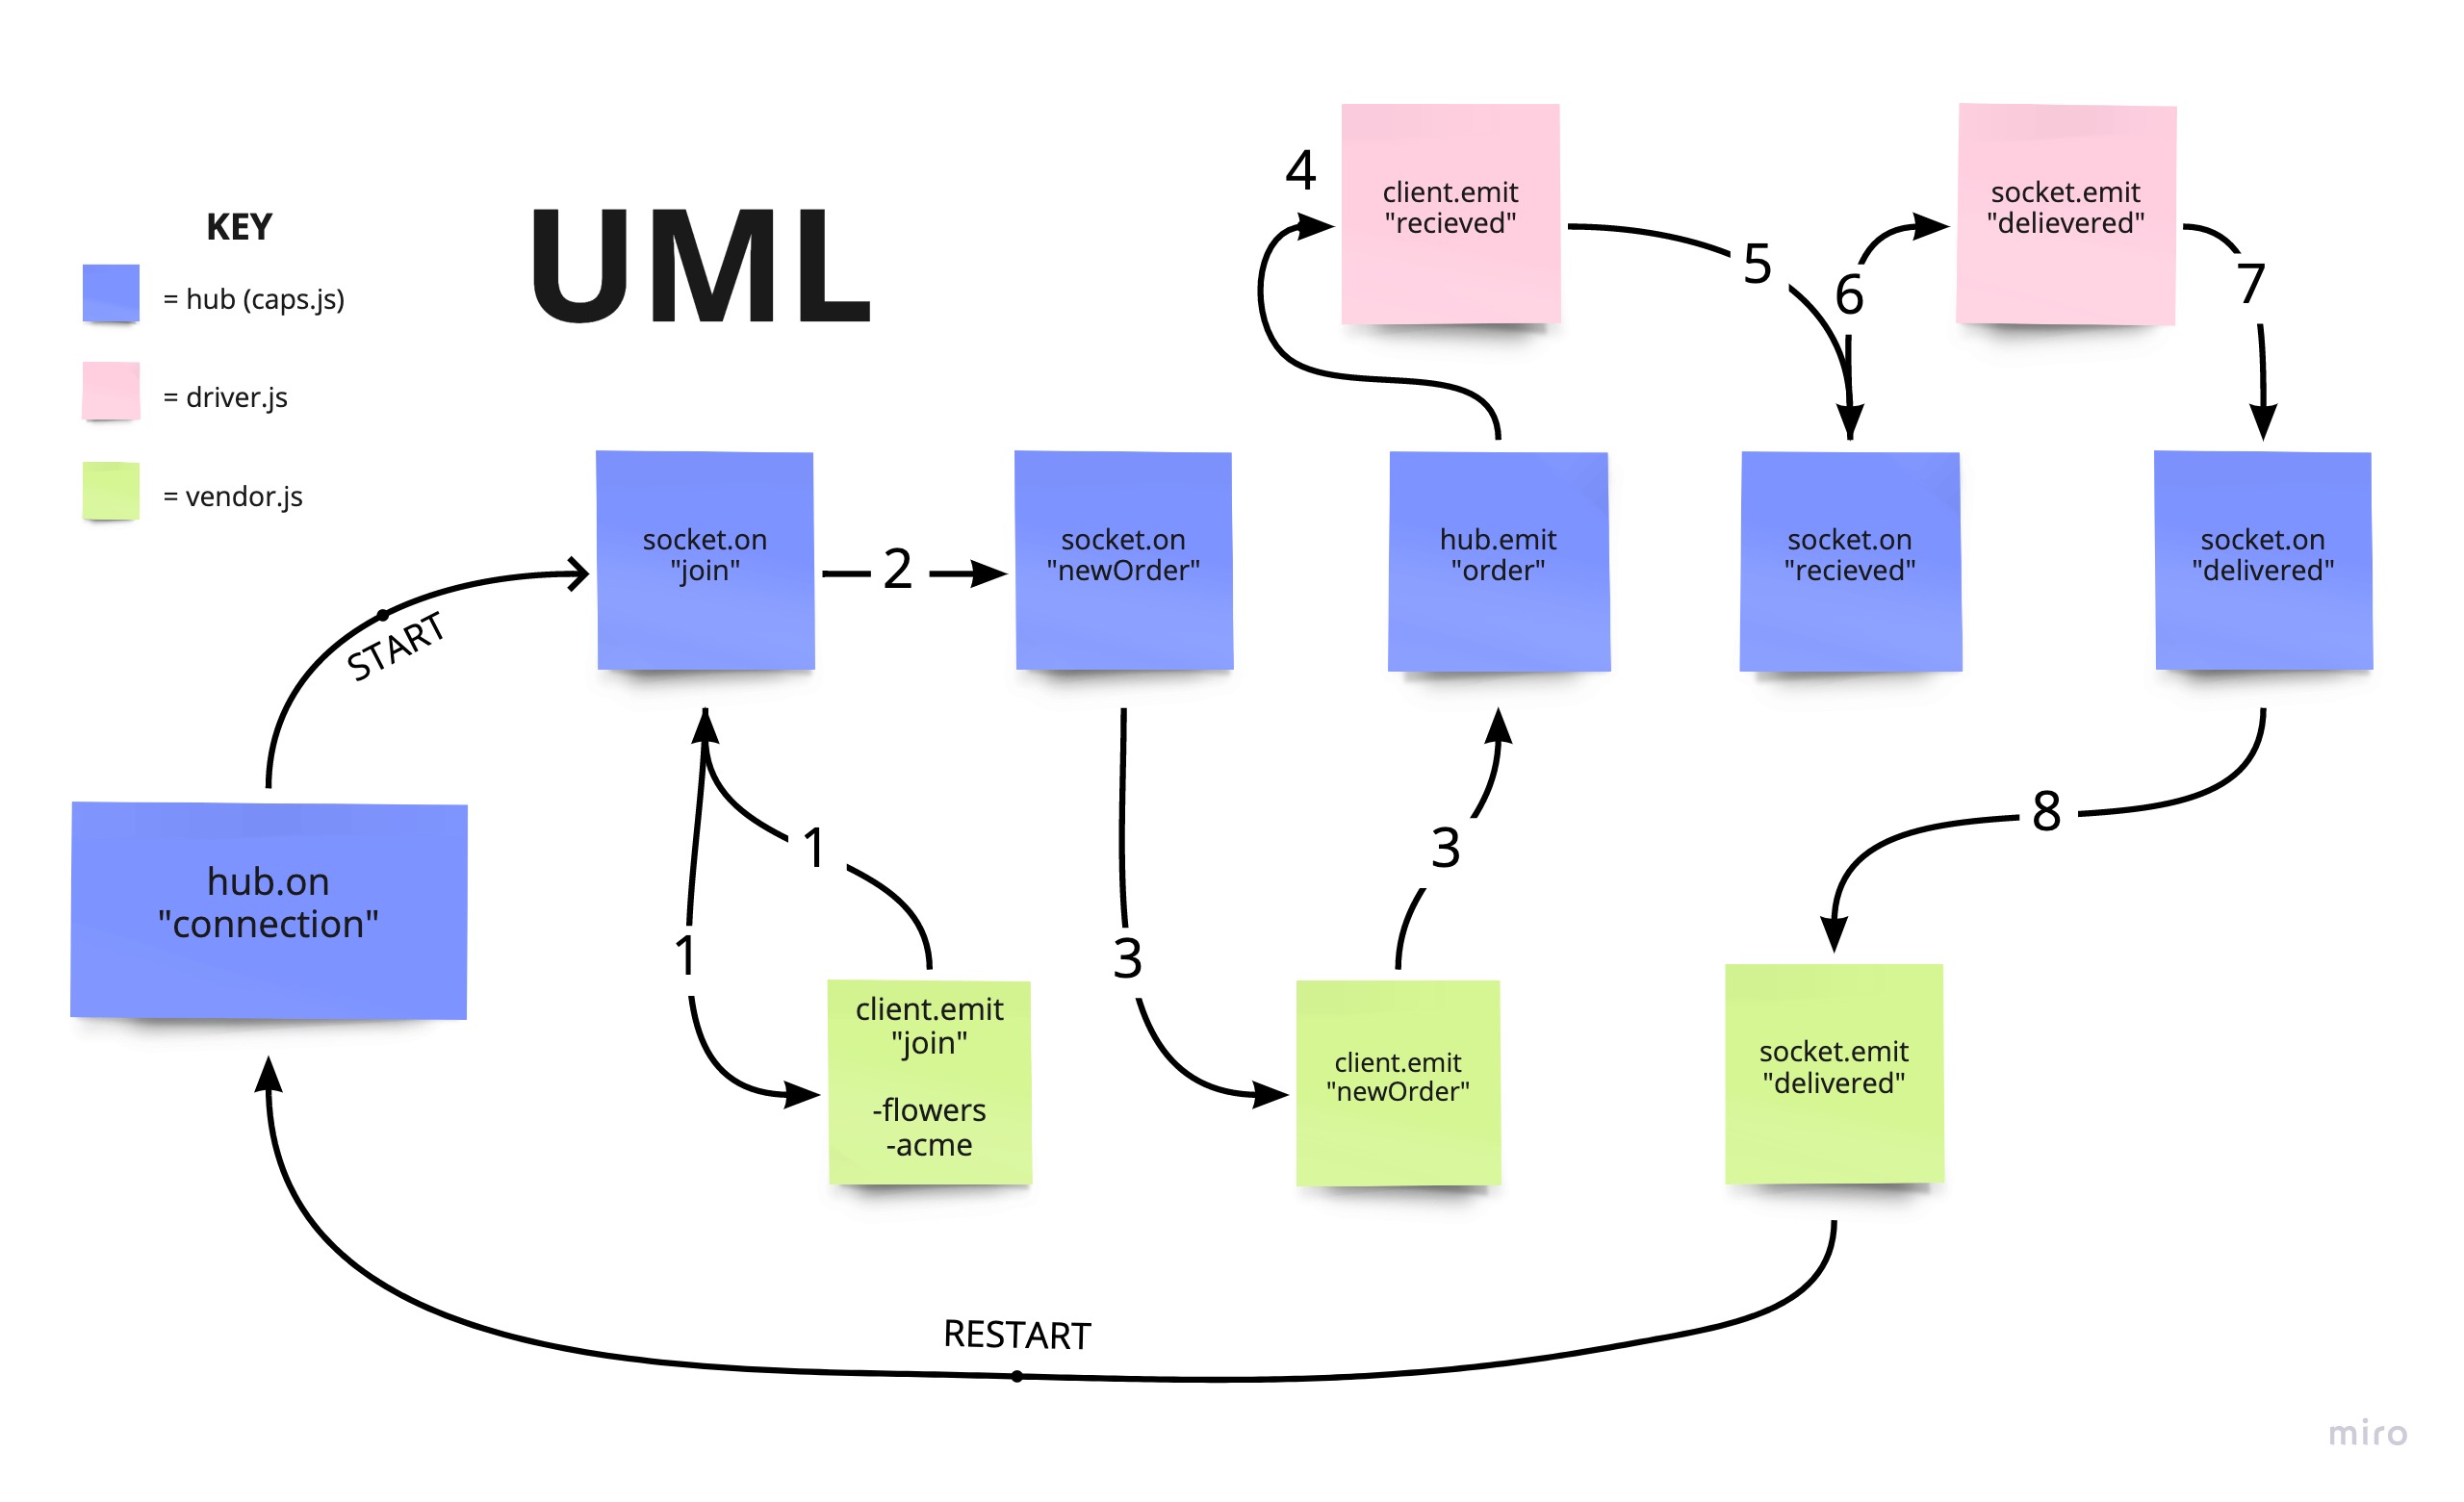 UML
KEY
= hub (caps.js)
= driver.js
= vendor.js
4
client.emit
"recieved"
5
6
socket.emit
"delievered"
7
START
socket.on
"join"
2
socket.on
"newOrder"
hub.emit
"order"
socket.on
"recieved"
socket.on
"delivered"
hub.on
"connection"
1
1
client.emit
"join"
-flowers
-acme
3
3
client.emit
"newOrder"
8
socket.emit
"delivered"
RESTART
miro